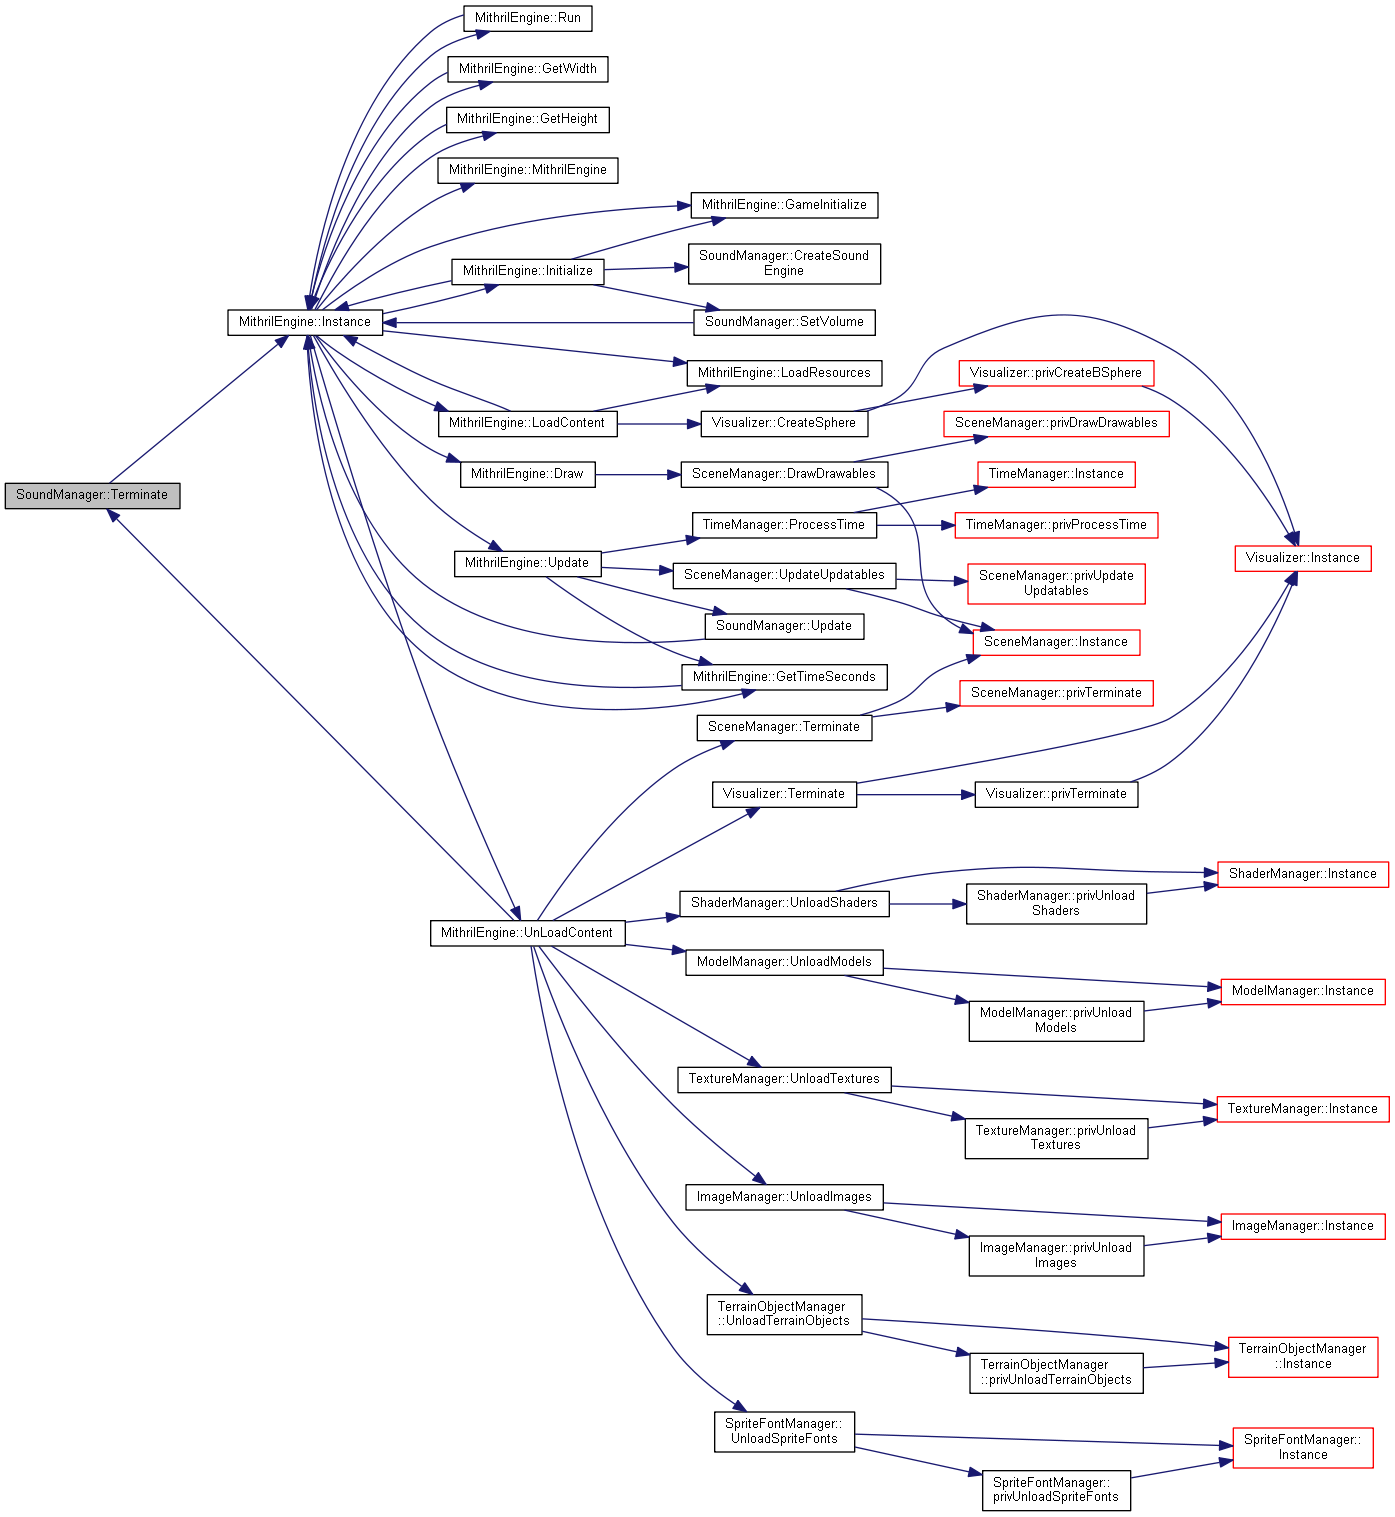 MithrilEngine::Run
MithrilEngine::GetWidth
MithrilEngine::GetHeight
MithrilEngine::MithrilEngine
MithrilEngine::GameInitialize
SoundManager::CreateSound
Engine
MithrilEngine::Initialize
MithrilEngine::Instance
SoundManager::SetVolume
MithrilEngine::LoadResources
Visualizer::privCreateBSphere
MithrilEngine::LoadContent
Visualizer::CreateSphere
SceneManager::privDrawDrawables
MithrilEngine::Draw
SceneManager::DrawDrawables
TimeManager::Instance
SoundManager::Terminate
TimeManager::ProcessTime
TimeManager::privProcessTime
MithrilEngine::Update
Visualizer::Instance
SceneManager::UpdateUpdatables
SceneManager::privUpdate
Updatables
SoundManager::Update
SceneManager::Instance
MithrilEngine::GetTimeSeconds
SceneManager::privTerminate
SceneManager::Terminate
Visualizer::Terminate
Visualizer::privTerminate
ShaderManager::Instance
ShaderManager::UnloadShaders
ShaderManager::privUnload
Shaders
MithrilEngine::UnLoadContent
ModelManager::UnloadModels
ModelManager::Instance
ModelManager::privUnload
Models
TextureManager::UnloadTextures
TextureManager::Instance
TextureManager::privUnload
Textures
ImageManager::UnloadImages
ImageManager::Instance
ImageManager::privUnload
Images
TerrainObjectManager
::UnloadTerrainObjects
TerrainObjectManager
::Instance
TerrainObjectManager
::privUnloadTerrainObjects
SpriteFontManager::
UnloadSpriteFonts
SpriteFontManager::
Instance
SpriteFontManager::
privUnloadSpriteFonts